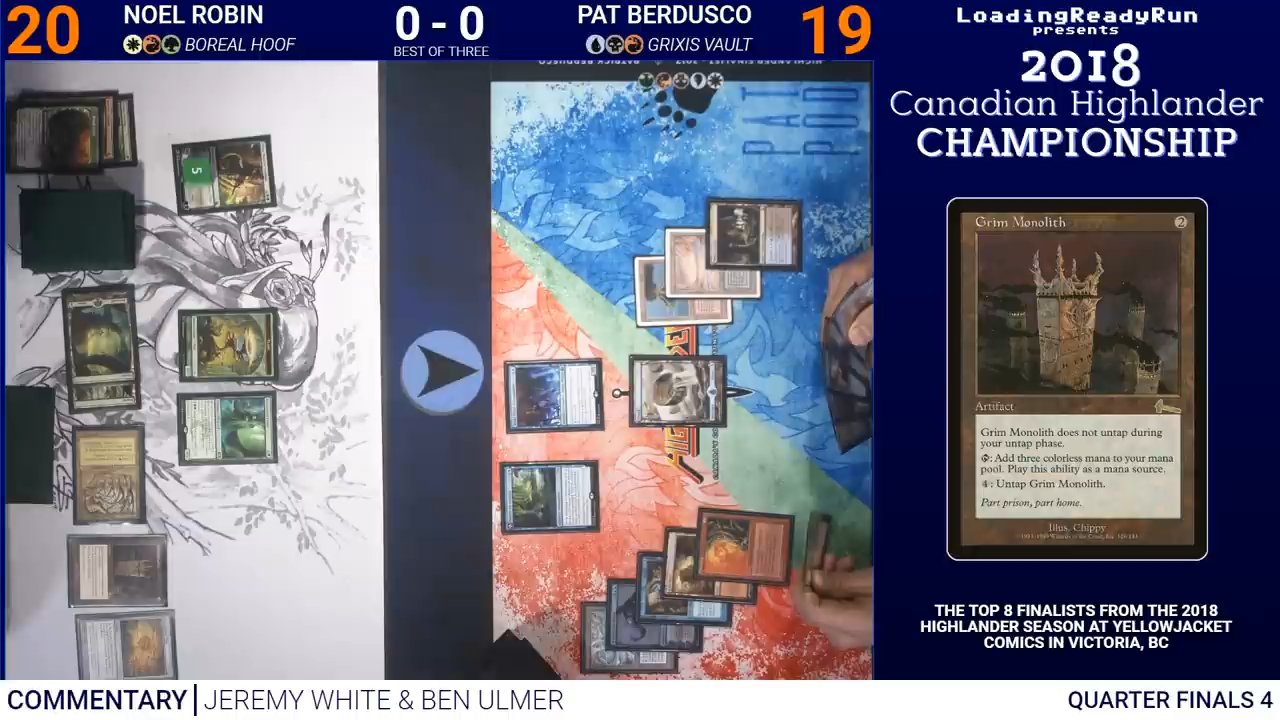 20
NOEL ROBIN
BOREAL HOOF
0 - 0
BEST OF THREE
PAT BERDUSCO
GRIXIS VAULT
19
LoadingReadyRun
presents
2018
Canadian Highlander
CHAMPIONSHIP
PAT
POD
5
Grim Monolith
2
Artifact
Grim Monolith does not untap during
your untap phase.
: Add three colorless mana to your mana
pool. Play this ability as a mana source.
4 : Untap Grim Monolith.
Part prison, part home.
Illus. Chippy
THE TOP 8 FINALISTS FROM THE 2018
HIGHLANDER SEASON AT YELLOWJACKET
COMICS IN VICTORIA, BC
COMMENTARY JEREMY WHITE & BEN ULMER
QUARTER FINALS 4